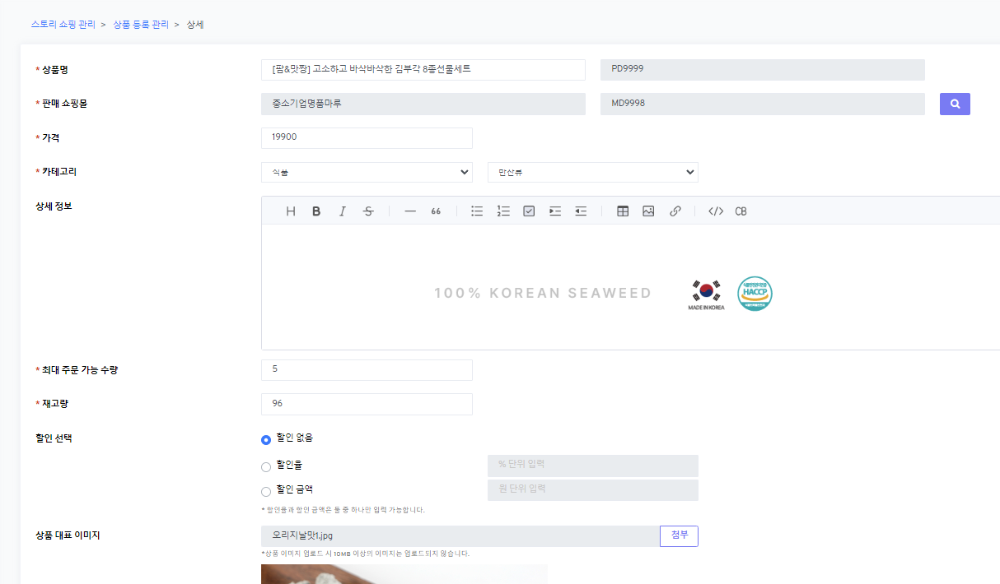 스토리 쇼핑 관리 > 상품 등록 관리 > 상세
* 상품명
[팜&맛짱] 고소하고 바삭바삭한 김부각 8종선물세트
PD9999
* 판매 쇼핑몰
중소기업명품마루
MD9998
* 가격
19900
* 카테고리
식품
만산류
상세 정보
H B I S — 66 </> CB
100% KOREAN SEAWEED
MADE IN KOREA
HACCP
* 최대 주문 가능 수량
5
* 재고량
96
할인 선택
할인 없음
할인율
% 단위 입력
할인 금액
원 단위 입력
* 할인율과 할인 금액은 둘 중 하나만 입력 가능합니다.
상품 대표 이미지
오리지날맛1.jpg
첨부
*상품 이미지 업로드 시 10MB 이상의 이미지는 업로드되지 않습니다.